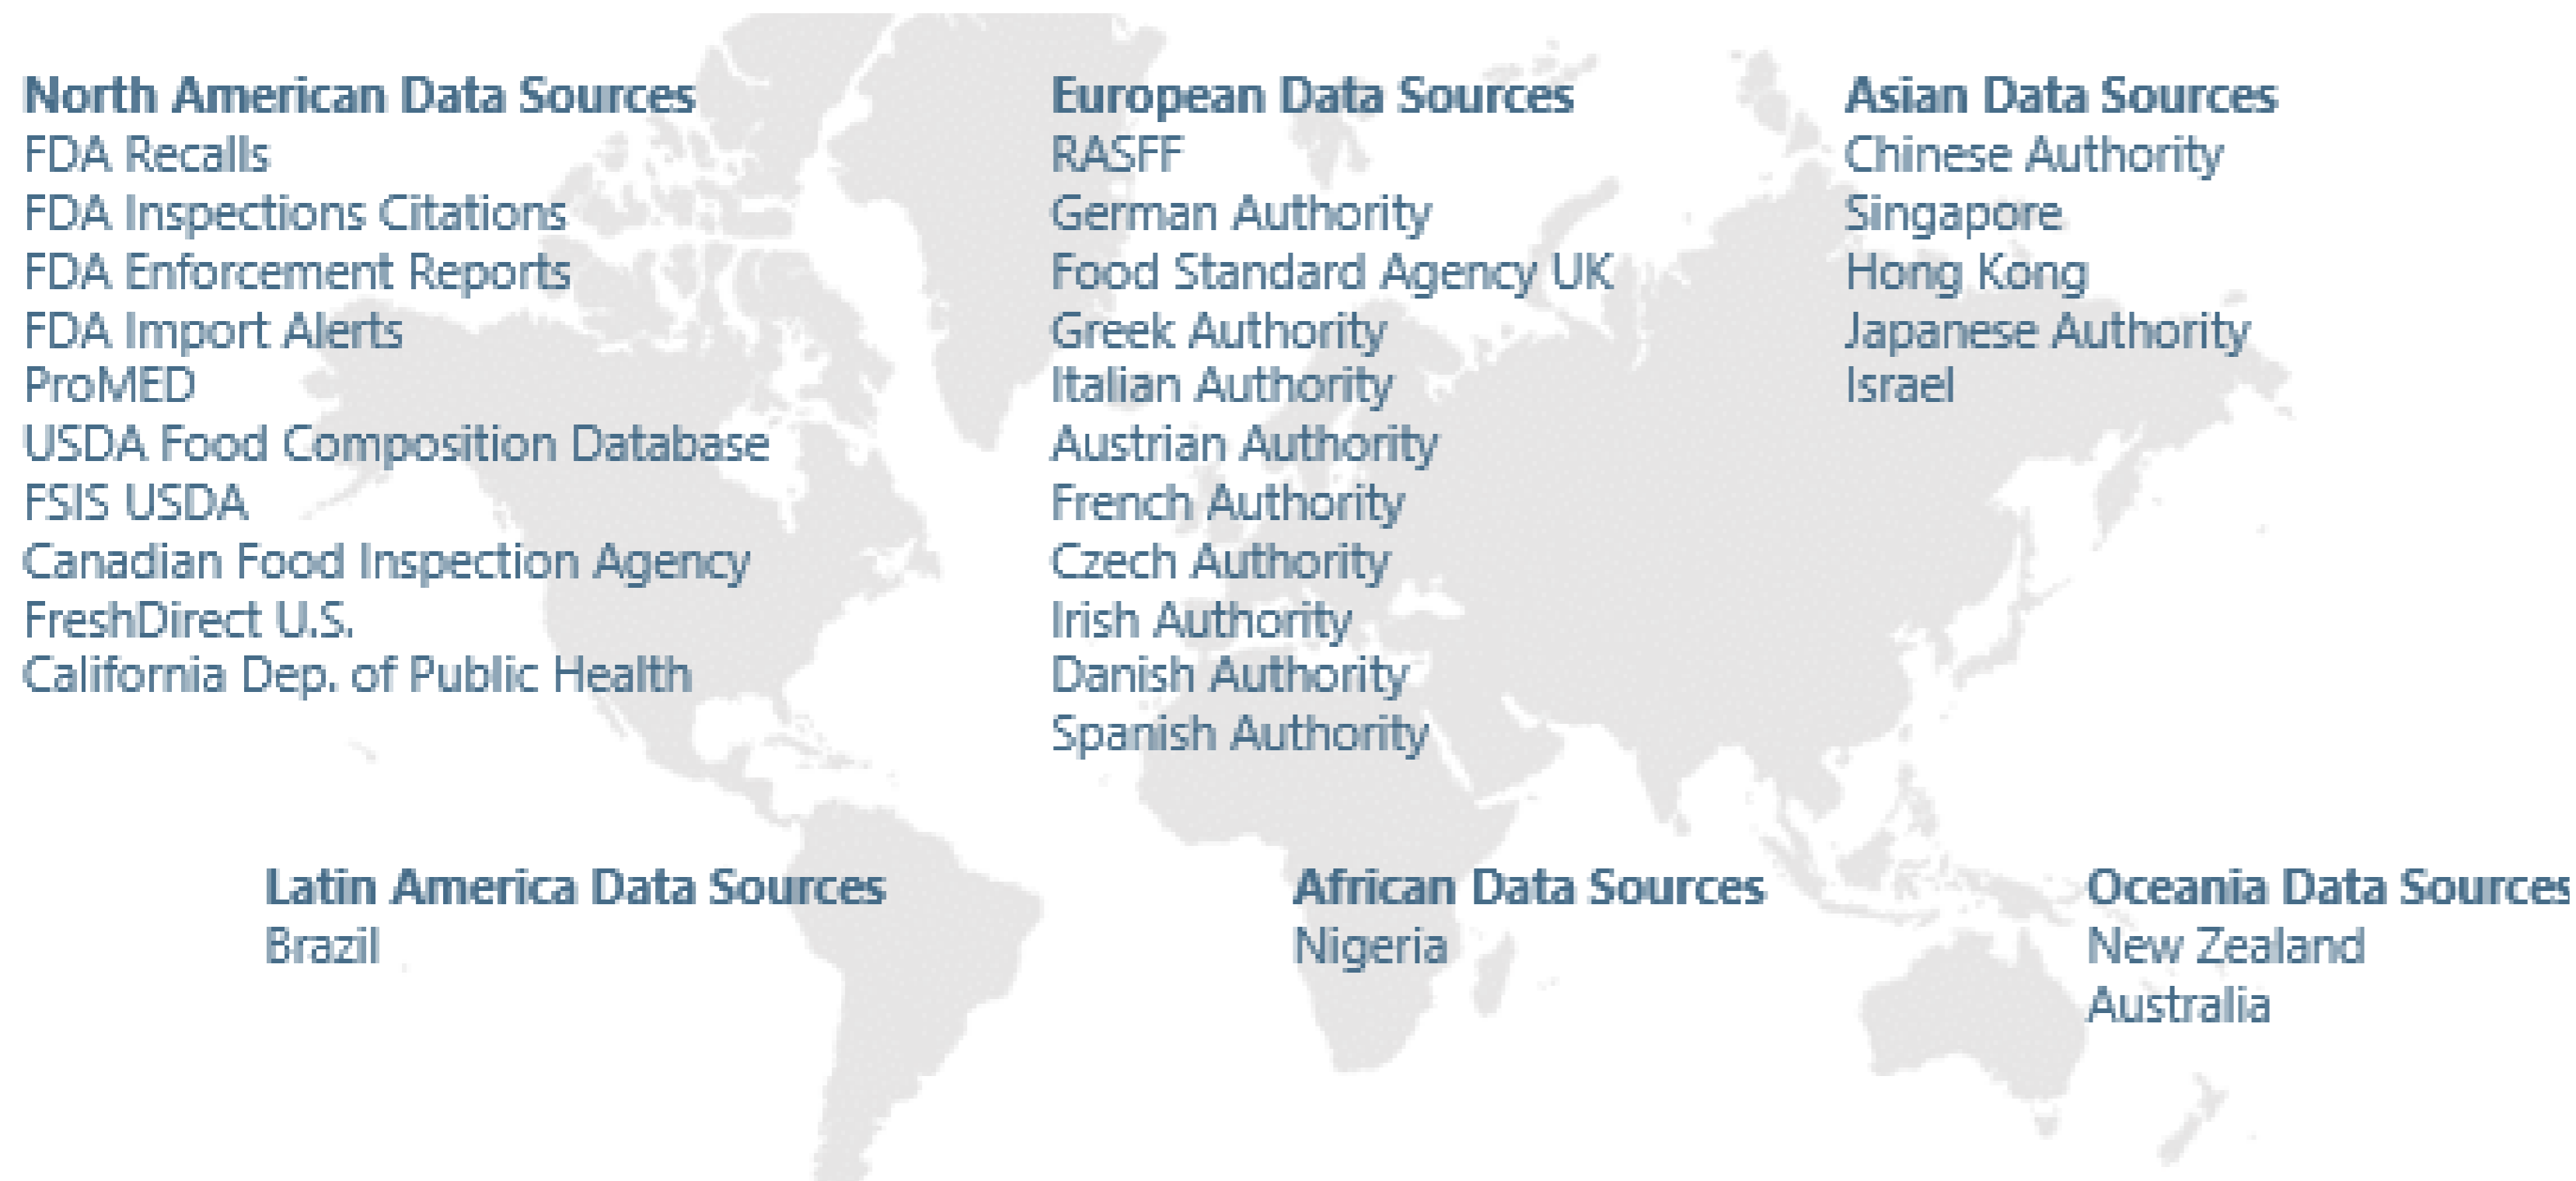 North American Data Sources
FDA Recalls
FDA Inspections Citations
FDA Enforcement Reports
FDA Import Alerts
ProMED
USDA Food Composition Database
FSIS USDA
Canadian Food Inspection Agency
FreshDirect U.S.
California Dep. of Public Health
European Data Sources
RASFF
German Authority
Food Standard Agency UK
Greek Authority
Italian Authority
Austrian Authority
French Authority
Czech Authority
Irish Authority
Danish Authority
Spanish Authority
Asian Data Sources
Chinese Authority
Singapore
Hong Kong
Japanese Authority
Israel
Latin America Data Sources
Brazil
African Data Sources
Nigeria
Oceania Data Sources
New Zealand
Australia